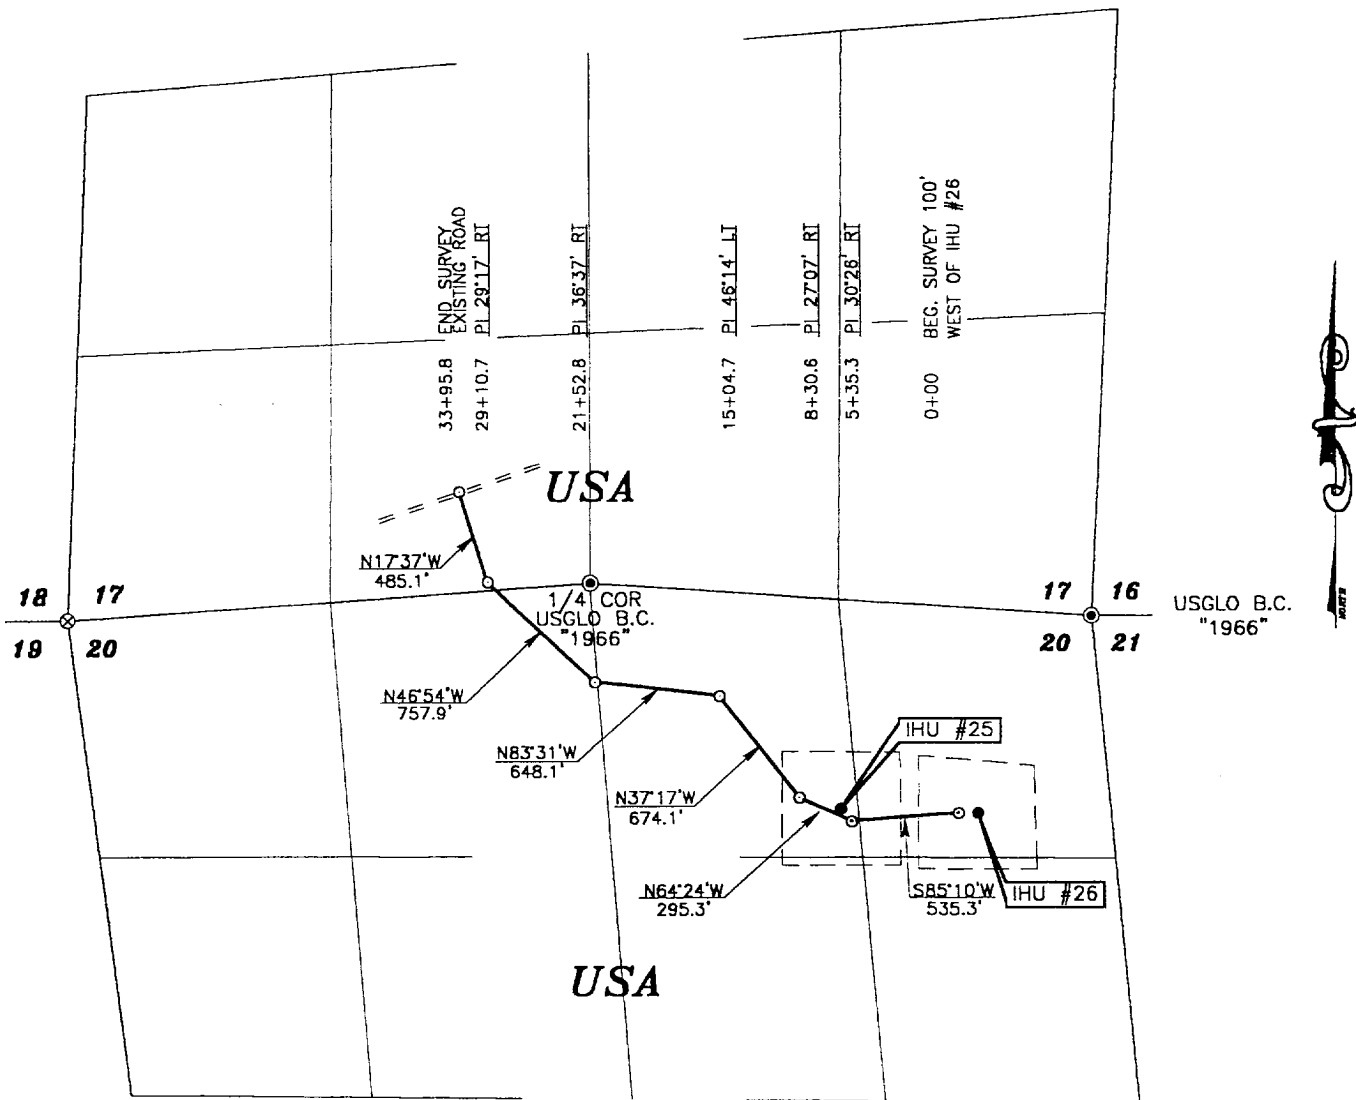 33+95.8 END SURVEY
EXISTING ROAD
29+10.7 PI 29°17' RT
21+52.8 PI 36°37' RT
15+04.7 PI 46°14' LT
8+30.6 PI 27°07' RT
5+35.3 PI 30°26' RT
0+00 BEG. SURVEY 100'
WEST OF IHU #26
USA
N17°37'W
485.1'
18 17
19 20
1/4 COR
USGLO B.C.
"1966"
17 16
20 21
USGLO B.C.
"1966"
N46°54'W
757.9'
N83°31'W
648.1'
IHU #25
N37°17'W
674.1'
N64°24'W
295.3'
S85°10'W
535.3'
IHU #26
USA